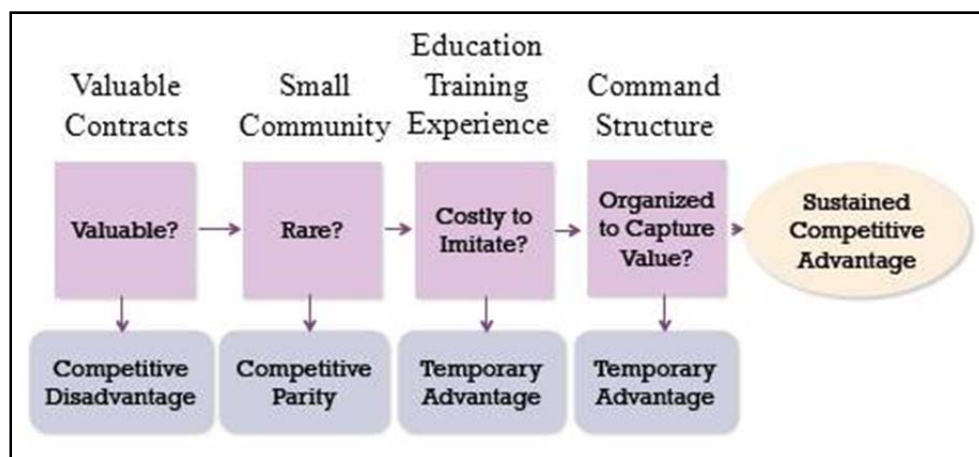 Valuable
Contracts
Small
Community
Education
Training
Experience
Command
Structure
Valuable?
Rare?
Costly to
Imitate?
Organized
to Capture
Value?
Sustained
Competitive
Advantage
Competitive
Disadvantage
Competitive
Parity
Temporary
Advantage
Temporary
Advantage